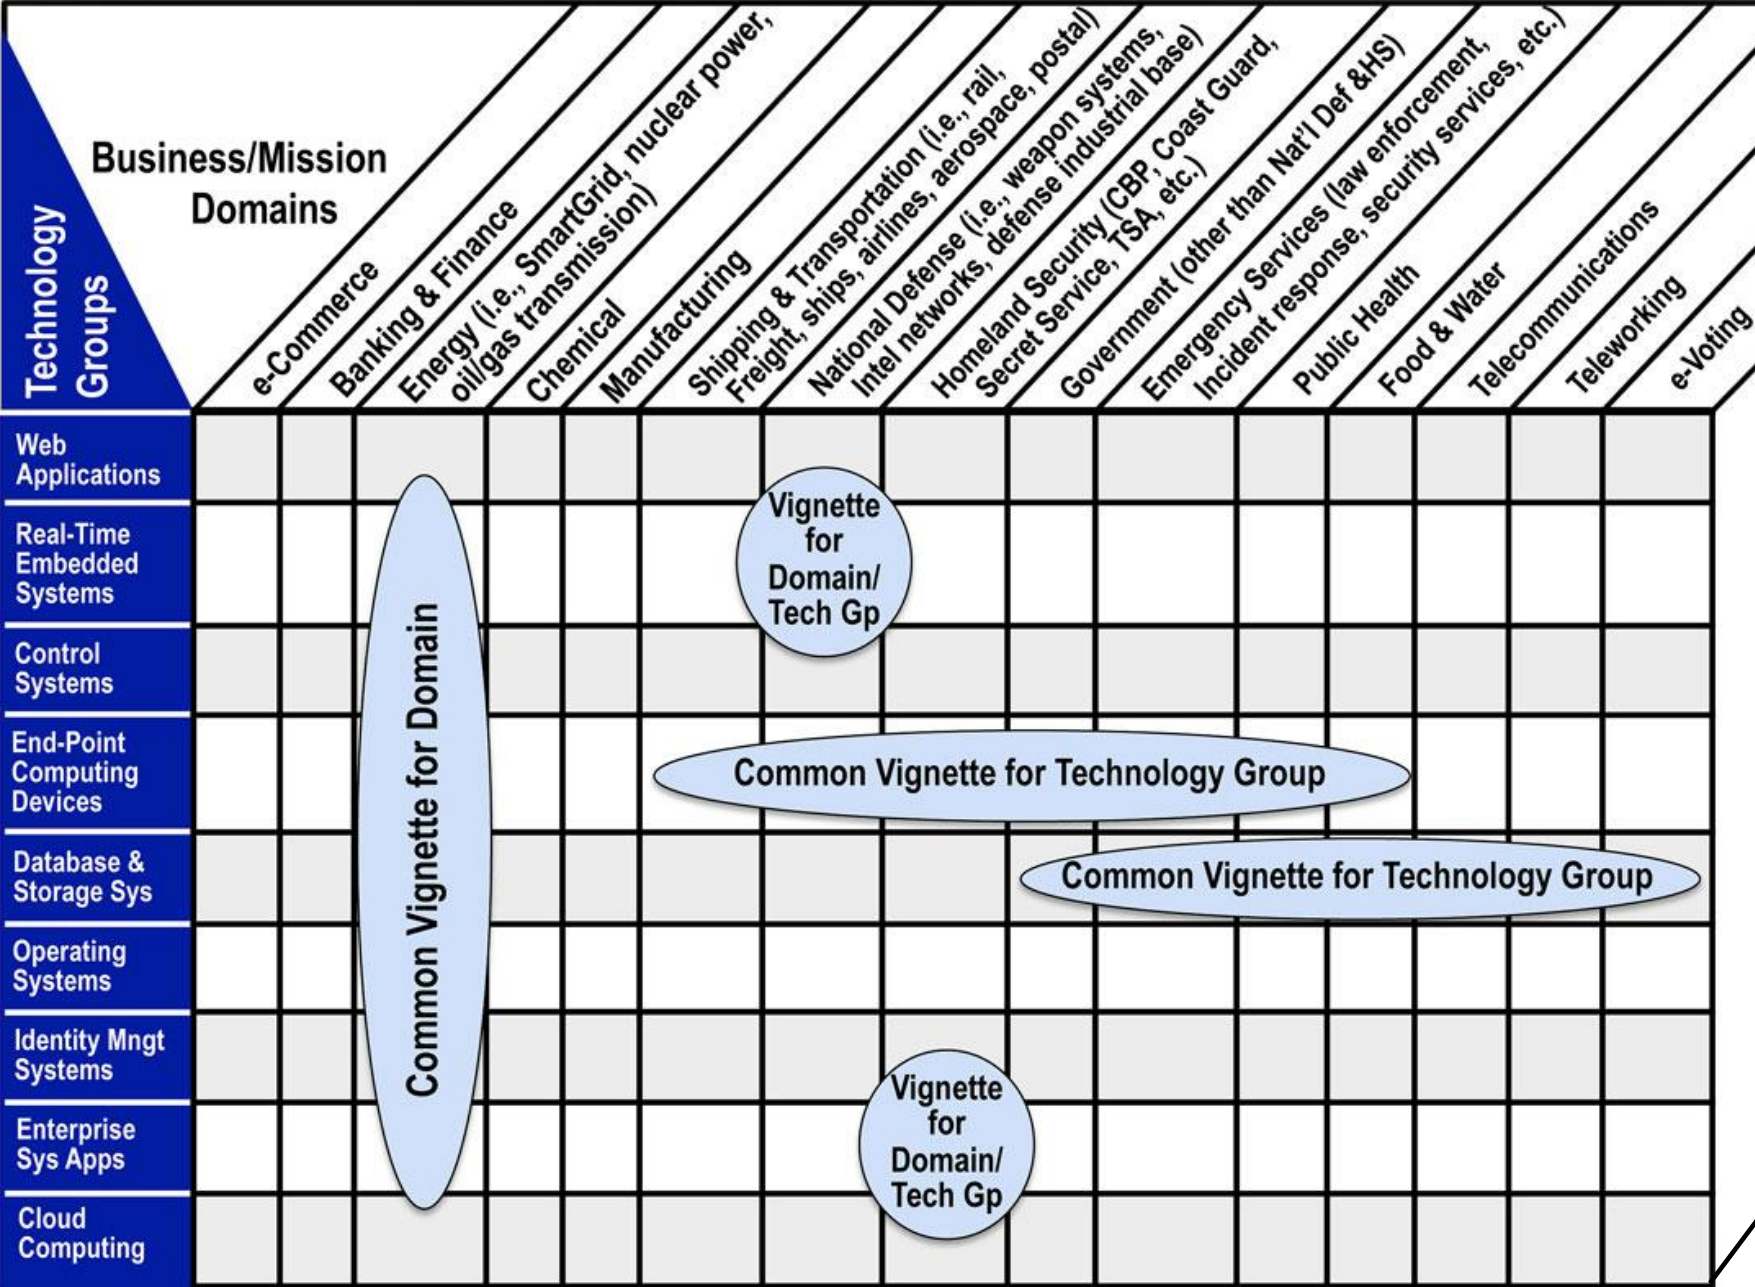 Business/Mission
Domains
Technology
Groups
e-Commerce
Banking & Finance
Energy (i.e., SmartGrid, nuclear power,
oil/gas transmission)
Chemical
Manufacturing
Shipping & Transportation (i.e., rail,
Freight, ships, airlines, aerospace, postal)
National Defense (i.e., weapon systems,
Intel networks, defense industrial base)
Homeland Security (CBP, Coast Guard,
Secret Service, TSA, etc.)
Government (other than Nat'l Def &HS)
Emergency Services (law enforcement,
Incident response, security services, etc.)
Public Health
Food & Water
Telecommunications
Teleworking
e-Voting
Web
Applications
Real-Time
Embedded
Systems
Control
Systems
End-Point
Computing
Devices
Database &
Storage Sys
Operating
Systems
Identity Mngt
Systems
Enterprise
Sys Apps
Cloud
Computing
Common Vignette for Domain
Vignette
for
Domain/
Tech Gp
Common Vignette for Technology Group
Common Vignette for Technology Group
Vignette
for
Domain/
Tech Gp